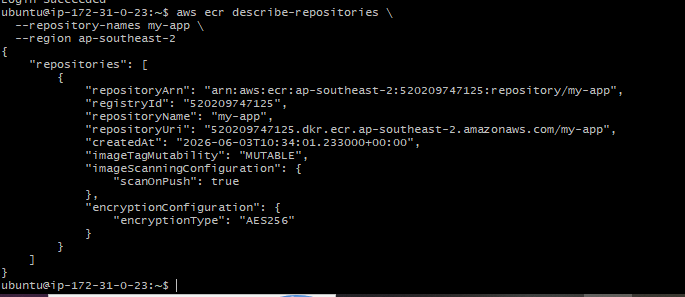 Login Succeeded
ubuntu@ip-172-31-0-23:~$ aws ecr describe-repositories \
  --repository-names my-app \
  --region ap-southeast-2
{
    "repositories": [
        {
            "repositoryArn": "arn:aws:ecr:ap-southeast-2:520209747125:repository/my-app",
            "registryId": "520209747125",
            "repositoryName": "my-app",
            "repositoryUri": "520209747125.dkr.ecr.ap-southeast-2.amazonaws.com/my-app",
            "createdAt": "2026-06-03T10:34:01.233000+00:00",
            "imageTagMutability": "MUTABLE",
            "imageScanningConfiguration": {
                "scanOnPush": true
            },
            "encryptionConfiguration": {
                "encryptionType": "AES256"
            }
        }
    ]
}
ubuntu@ip-172-31-0-23:~$